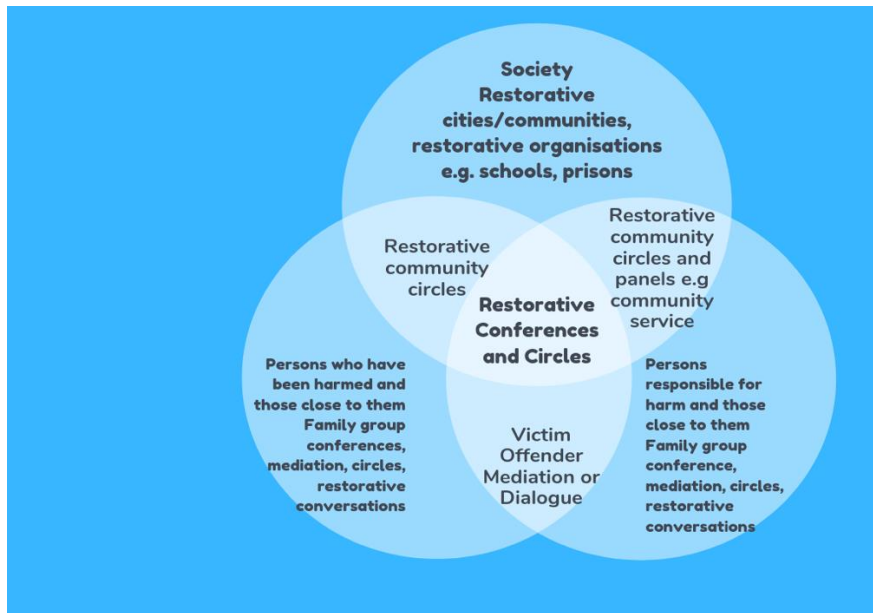 Society
Restorative
cities/communities,
restorative organisations
e.g. schools, prisons
Restorative
community
circles
Restorative
community
circles and
panels e.g
community
service
Restorative
Conferences
and Circles
Persons who have
been harmed and
those close to them
Family group
conferences,
mediation, circles,
restorative
conversations
Victim
Offender
Mediation or
Dialogue
Persons
responsible for
harm and those
close to them
Family group
conference,
mediation, circles,
restorative
conversations